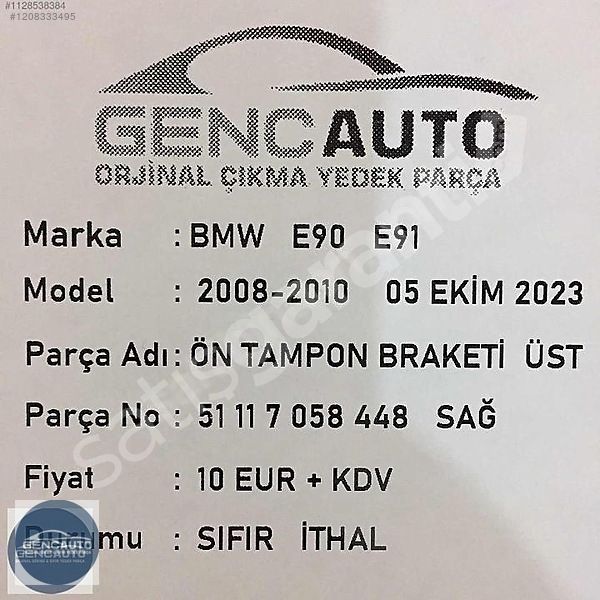 #1128538384
#1208333495
GENCAUTO
ORJİNAL ÇIKMA YEDEK PARÇA
Marka : BMW E90 E91
Model : 2008-2010 05 EKİM 2023
Parça Adı : ÖN TAMPON BRAKETİ ÜST
Parça No : 51 11 7 058 448 SAĞ
Fiyat : 10 EUR + KDV
Durumu : SIFIR İTHAL
satışgaranti
GENCAUTO
GENCAUTO